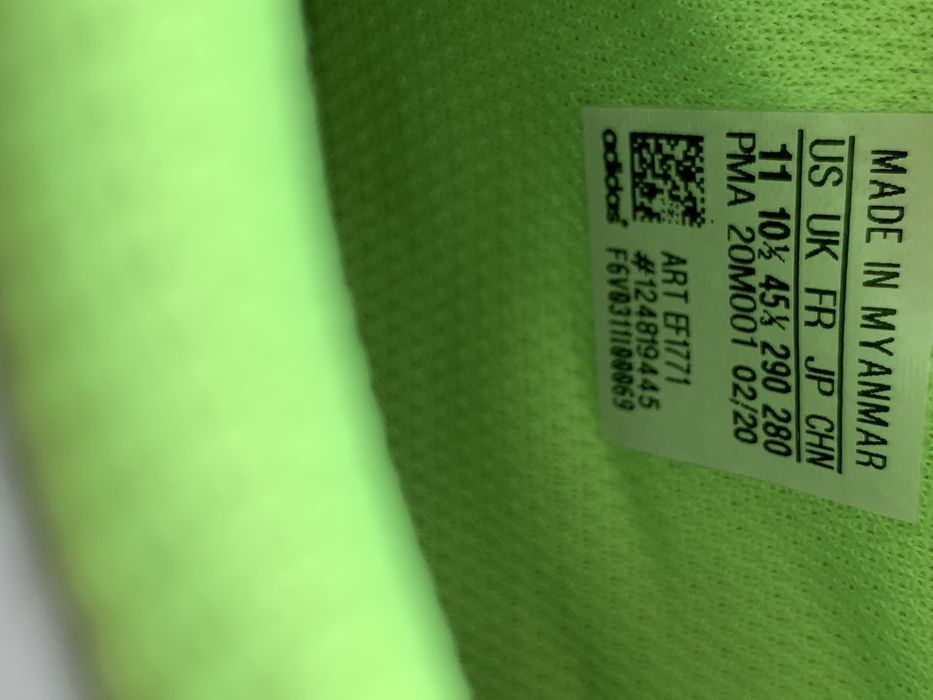 MADE IN MYANMAR
US UK FR JP CHN
11 10½ 45⅓ 290 280
PMA 20M001 02/20
ART EF1771
#124819445
F6V03111I00069
adidas